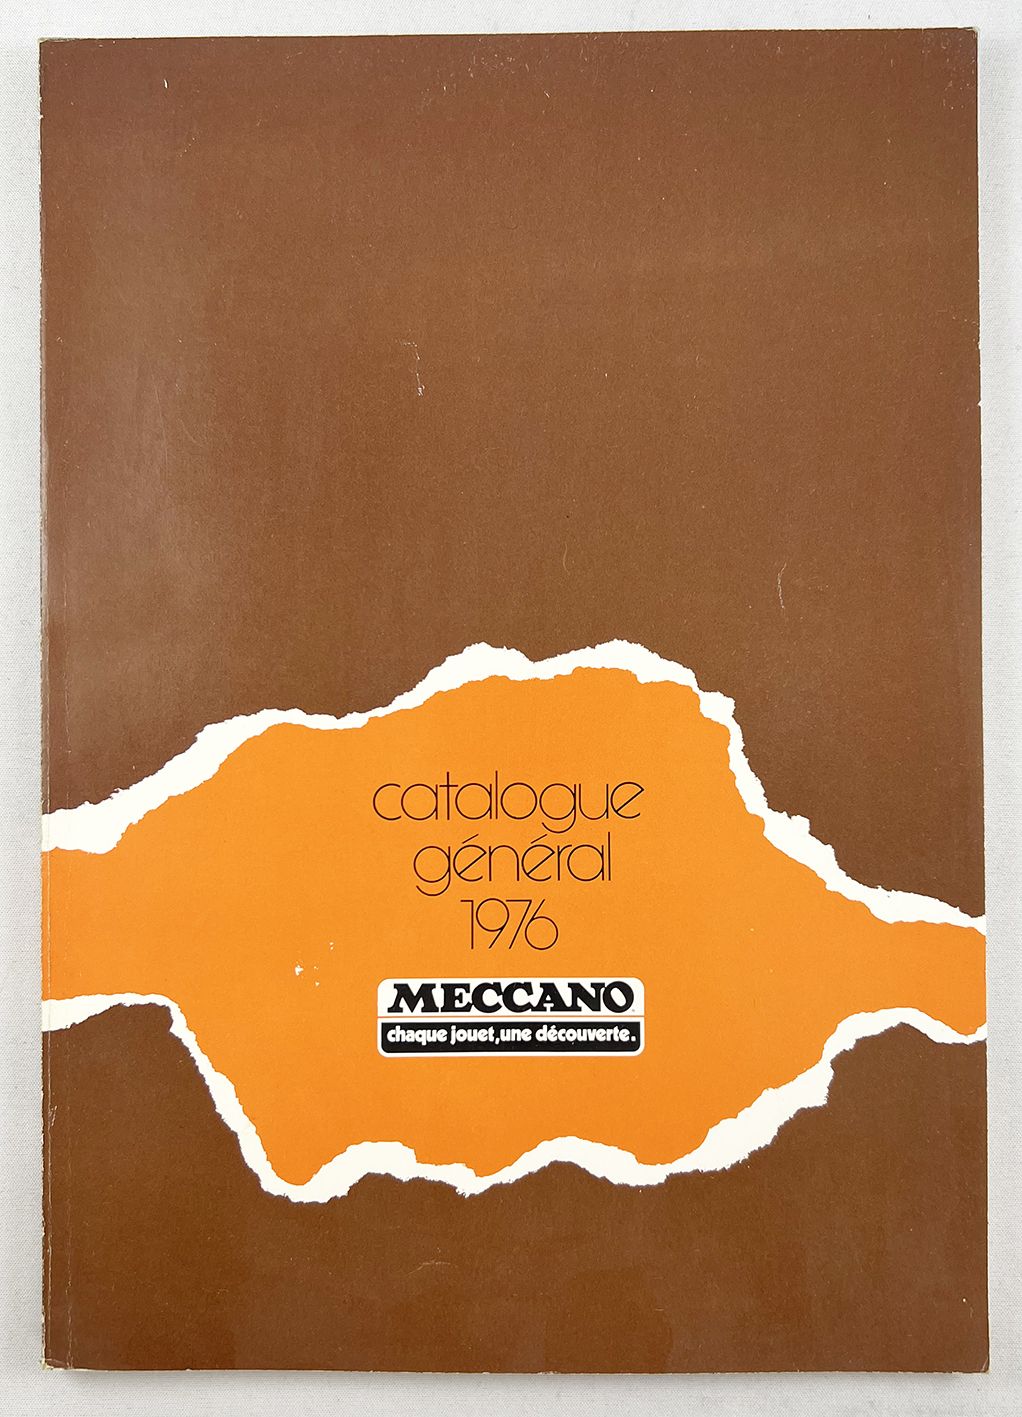 catalogue
général
1976
MECCANO
chaque jouet, une découverte.